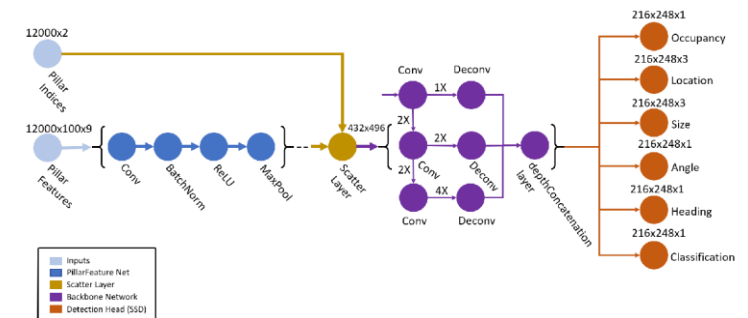 12000x2
Pillar
Indices
12000x100x9
Pillar
Features
Conv
BatchNorm
ReLU
MaxPool
432x496
Scatter
Layer
Conv
Deconv
1X
2X
2X
Conv
Deconv
2X
4X
Conv
Deconv
depthConcatenation
layer
216x248x1
Occupancy
216x248x3
Location
216x248x3
Size
216x248x1
Angle
216x248x1
Heading
216x248x1
Classification
Inputs
PillarFeature Net
Scatter Layer
Backbone Network
Detection Head (SSD)